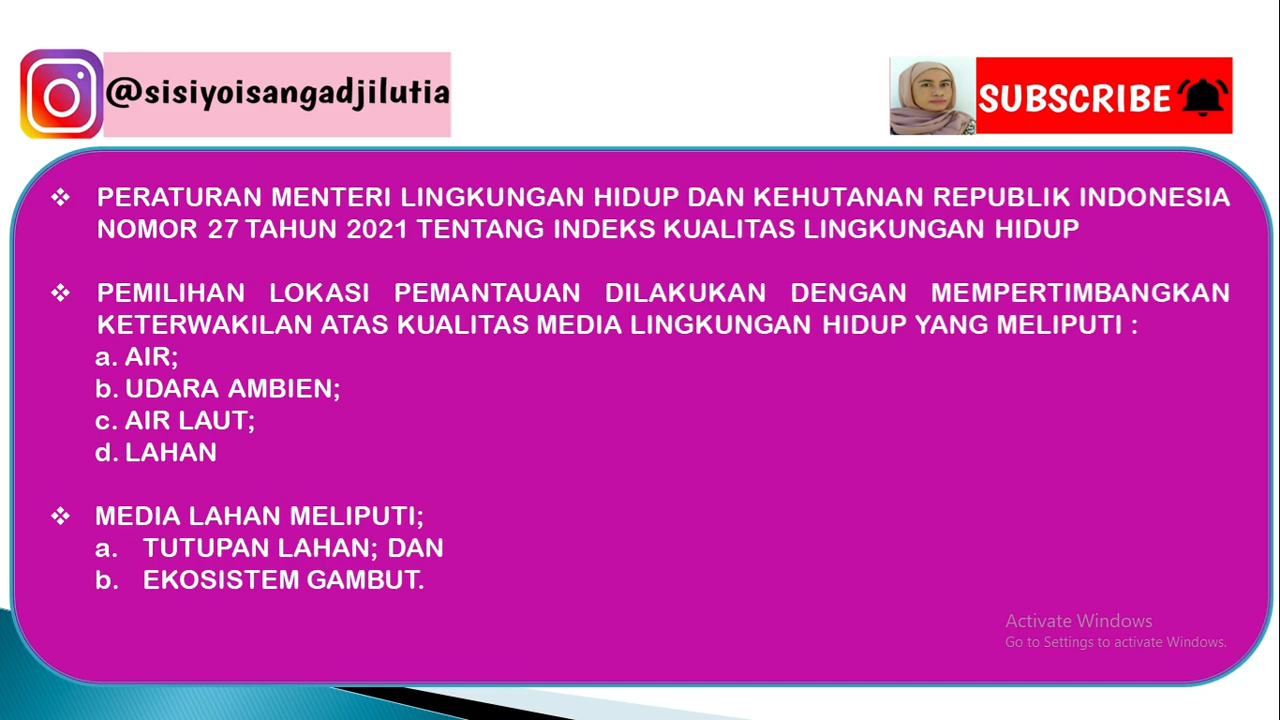 @sisiyoisangadjilutia
SUBSCRIBE
❖ PERATURAN MENTERI LINGKUNGAN HIDUP DAN KEHUTANAN REPUBLIK INDONESIA
NOMOR 27 TAHUN 2021 TENTANG INDEKS KUALITAS LINGKUNGAN HIDUP
❖ PEMILIHAN LOKASI PEMANTAUAN DILAKUKAN DENGAN MEMPERTIMBANGKAN
KETERWAKILAN ATAS KUALITAS MEDIA LINGKUNGAN HIDUP YANG MELIPUTI :
a. AIR;
b. UDARA AMBIEN;
c. AIR LAUT;
d. LAHAN
❖ MEDIA LAHAN MELIPUTI;
a. TUTUPAN LAHAN; DAN
b. EKOSISTEM GAMBUT.
Activate Windows
Go to Settings to activate Windows.